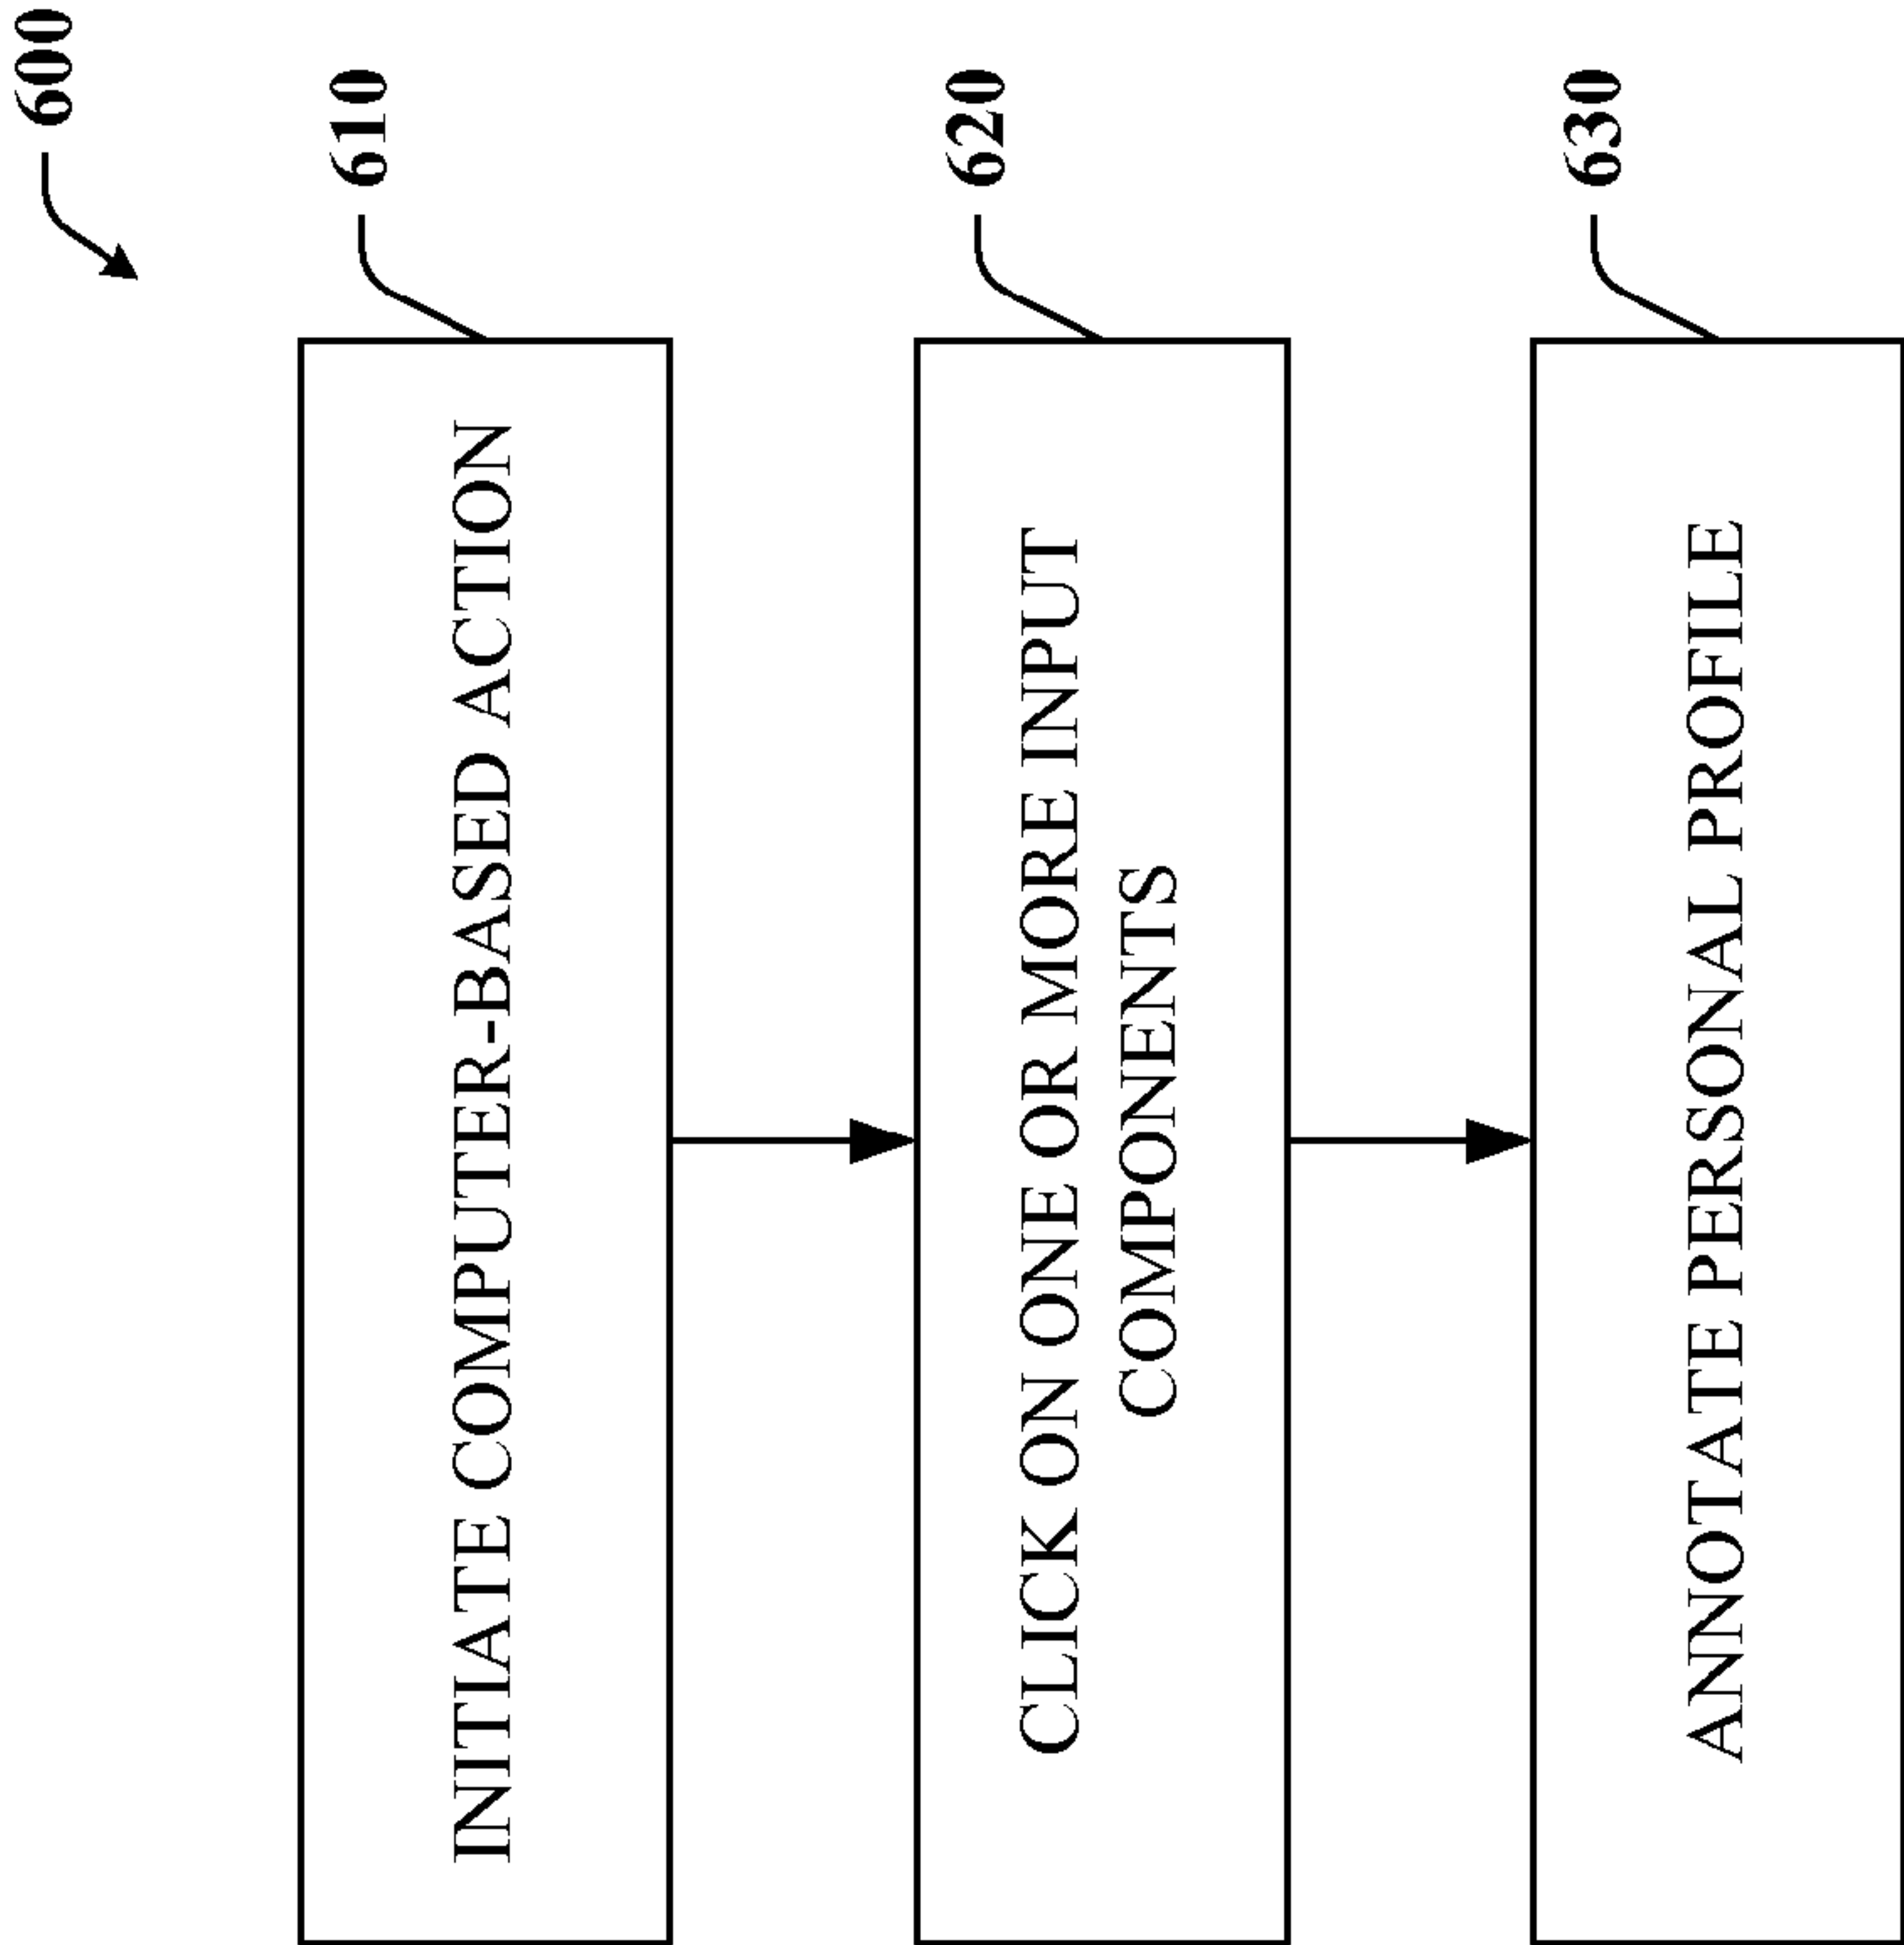 600
610
INITIATE COMPUTER-BASED ACTION
620
CLICK ON ONE OR MORE INPUT
COMPONENTS
630
ANNOTATE PERSONAL PROFILE